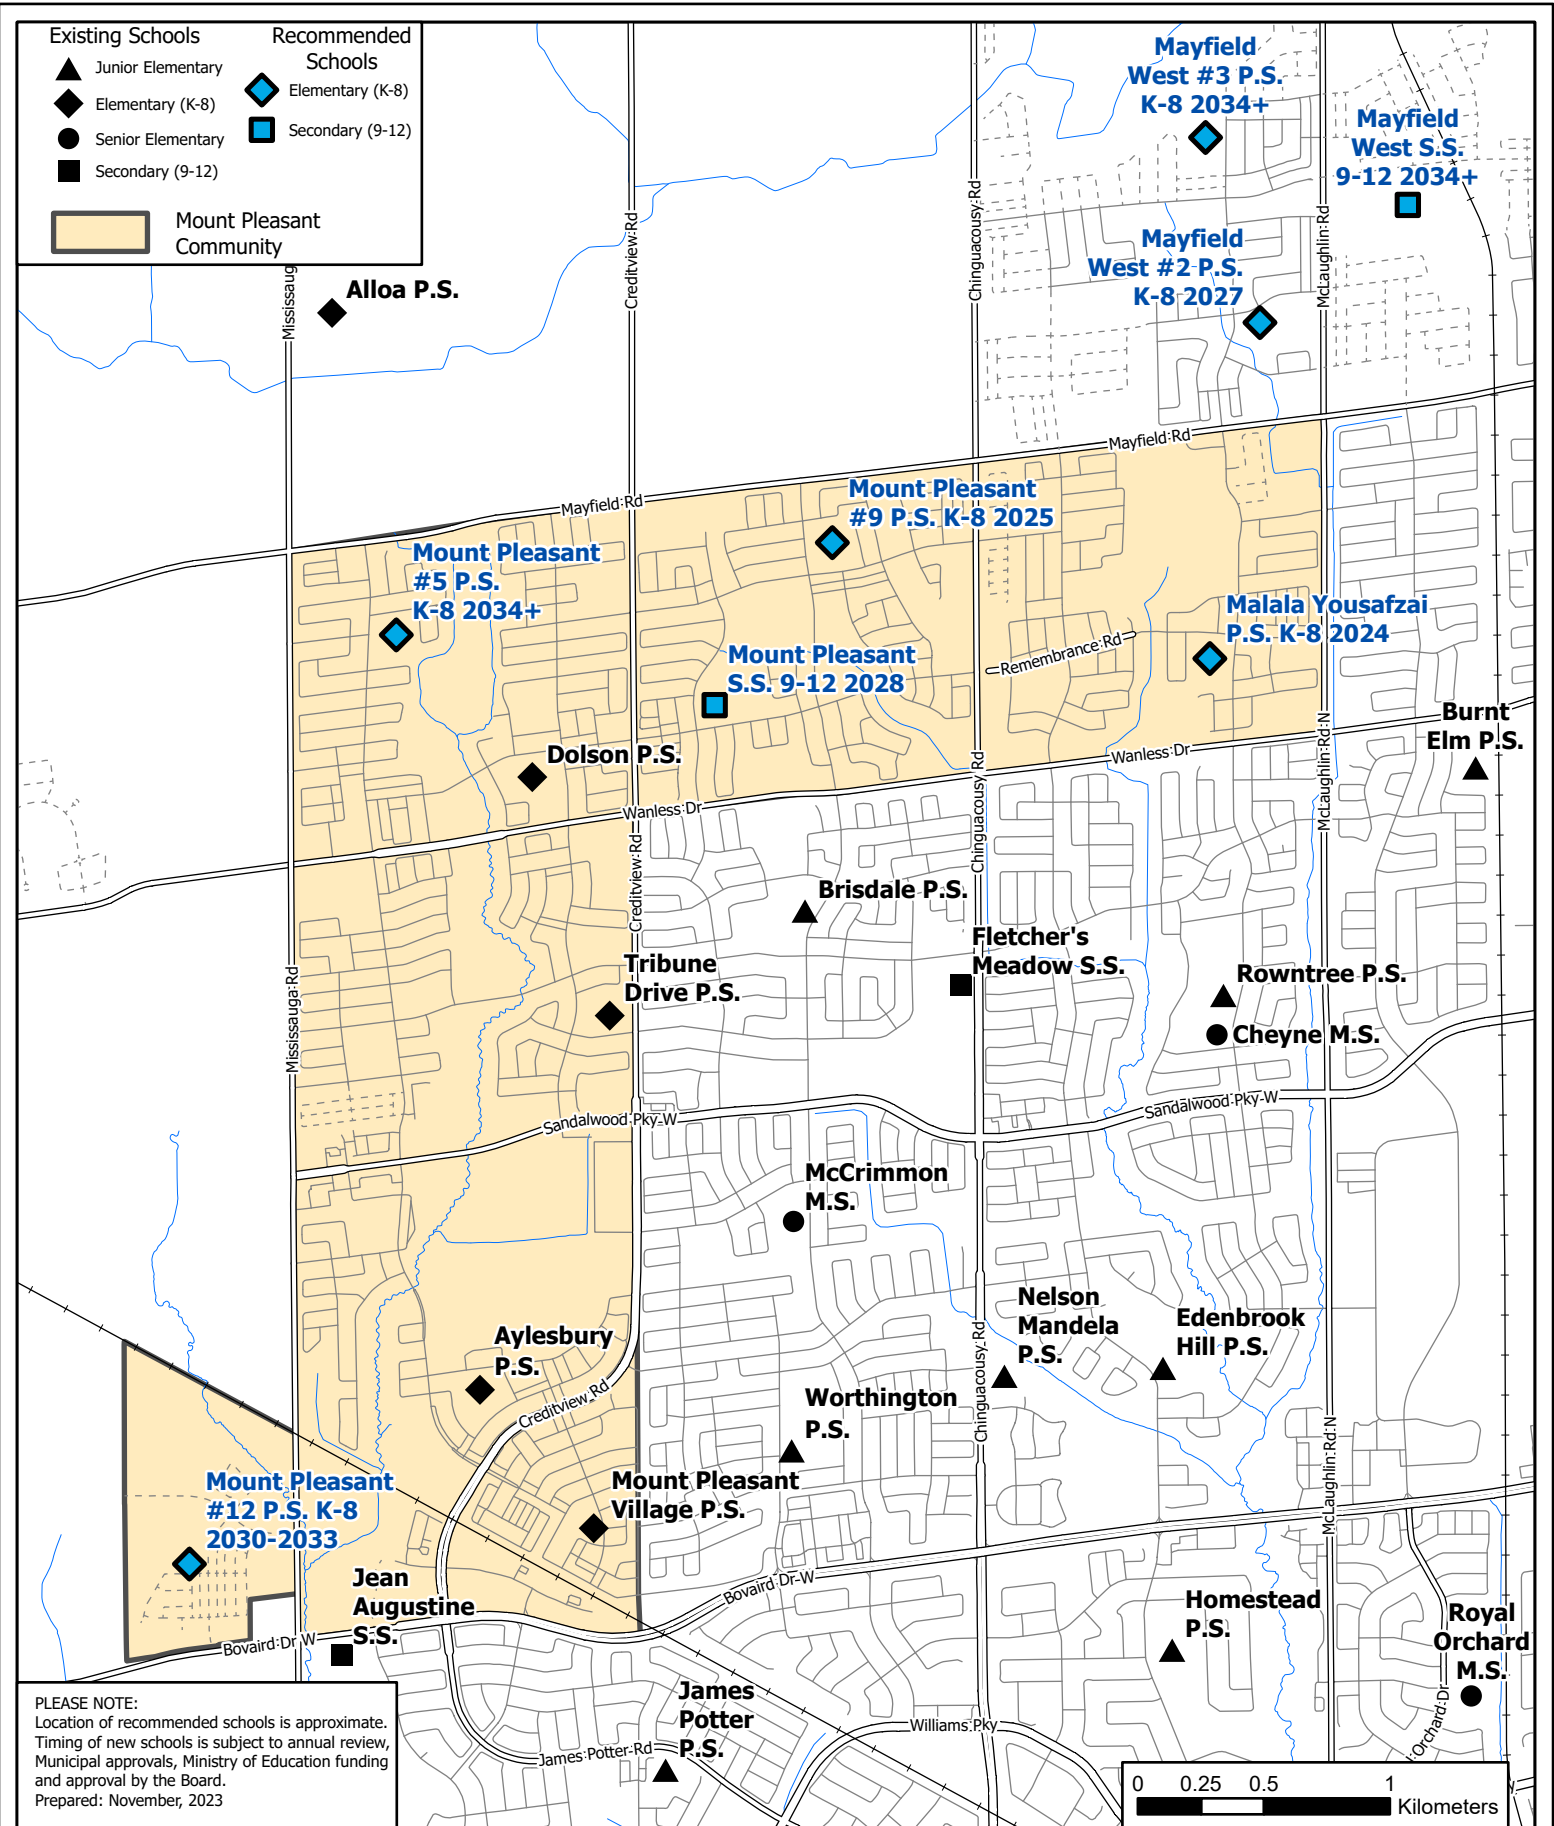 Existing Schools
Junior Elementary
Elementary (K-8)
Senior Elementary
Secondary (9-12)
Recommended
Schools
Elementary (K-8)
Secondary (9-12)
Mount Pleasant
Community
Mayfield
West #3 P.S.
K-8 2034+
Mayfield
West S.S.
9-12 2034+
Mayfield
West #2 P.S.
K-8 2027
Alloa P.S.
Mississaug
Creditview Rd
Chinguacousy Rd
McLaughlin Rd
Mayfield Rd
Mayfield Rd
Mount Pleasant
#9 P.S. K-8 2025
Mount Pleasant
#5 P.S.
K-8 2034+
Malala Yousafzai
P.S. K-8 2024
Remembrance Rd
Mount Pleasant
S.S. 9-12 2028
Burnt
Elm P.S.
Dolson P.S.
Wanless Dr
Wanless Dr
Chinguacousy Rd
McLaughlin Rd N
Creditview Rd
Brisdale P.S.
Fletcher's
Meadow S.S.
Tribune
Drive P.S.
Rowntree P.S.
Cheyne M.S.
Mississauga Rd
Sandalwood Pky W
Sandalwood Pky W
McCrimmon
M.S.
Nelson
Mandela
P.S.
Edenbrook
Hill P.S.
Aylesbury
P.S.
Creditview Rd
Chinguacousy Rd
Worthington
P.S.
McLaughlin Rd N
Mount Pleasant
Village P.S.
Mount Pleasant
#12 P.S. K-8
2030-2033
Jean
Augustine
S.S.
Bovaird Dr W
Bovaird Dr W
Homestead
P.S.
Royal
Orchard
M.S.
Orchard Dr
James
Potter
P.S.
James Potter Rd
Williams Pky
PLEASE NOTE:
Location of recommended schools is approximate.
Timing of new schools is subject to annual review,
Municipal approvals, Ministry of Education funding
and approval by the Board.
Prepared: November, 2023
0 0.25 0.5 1
Kilometers